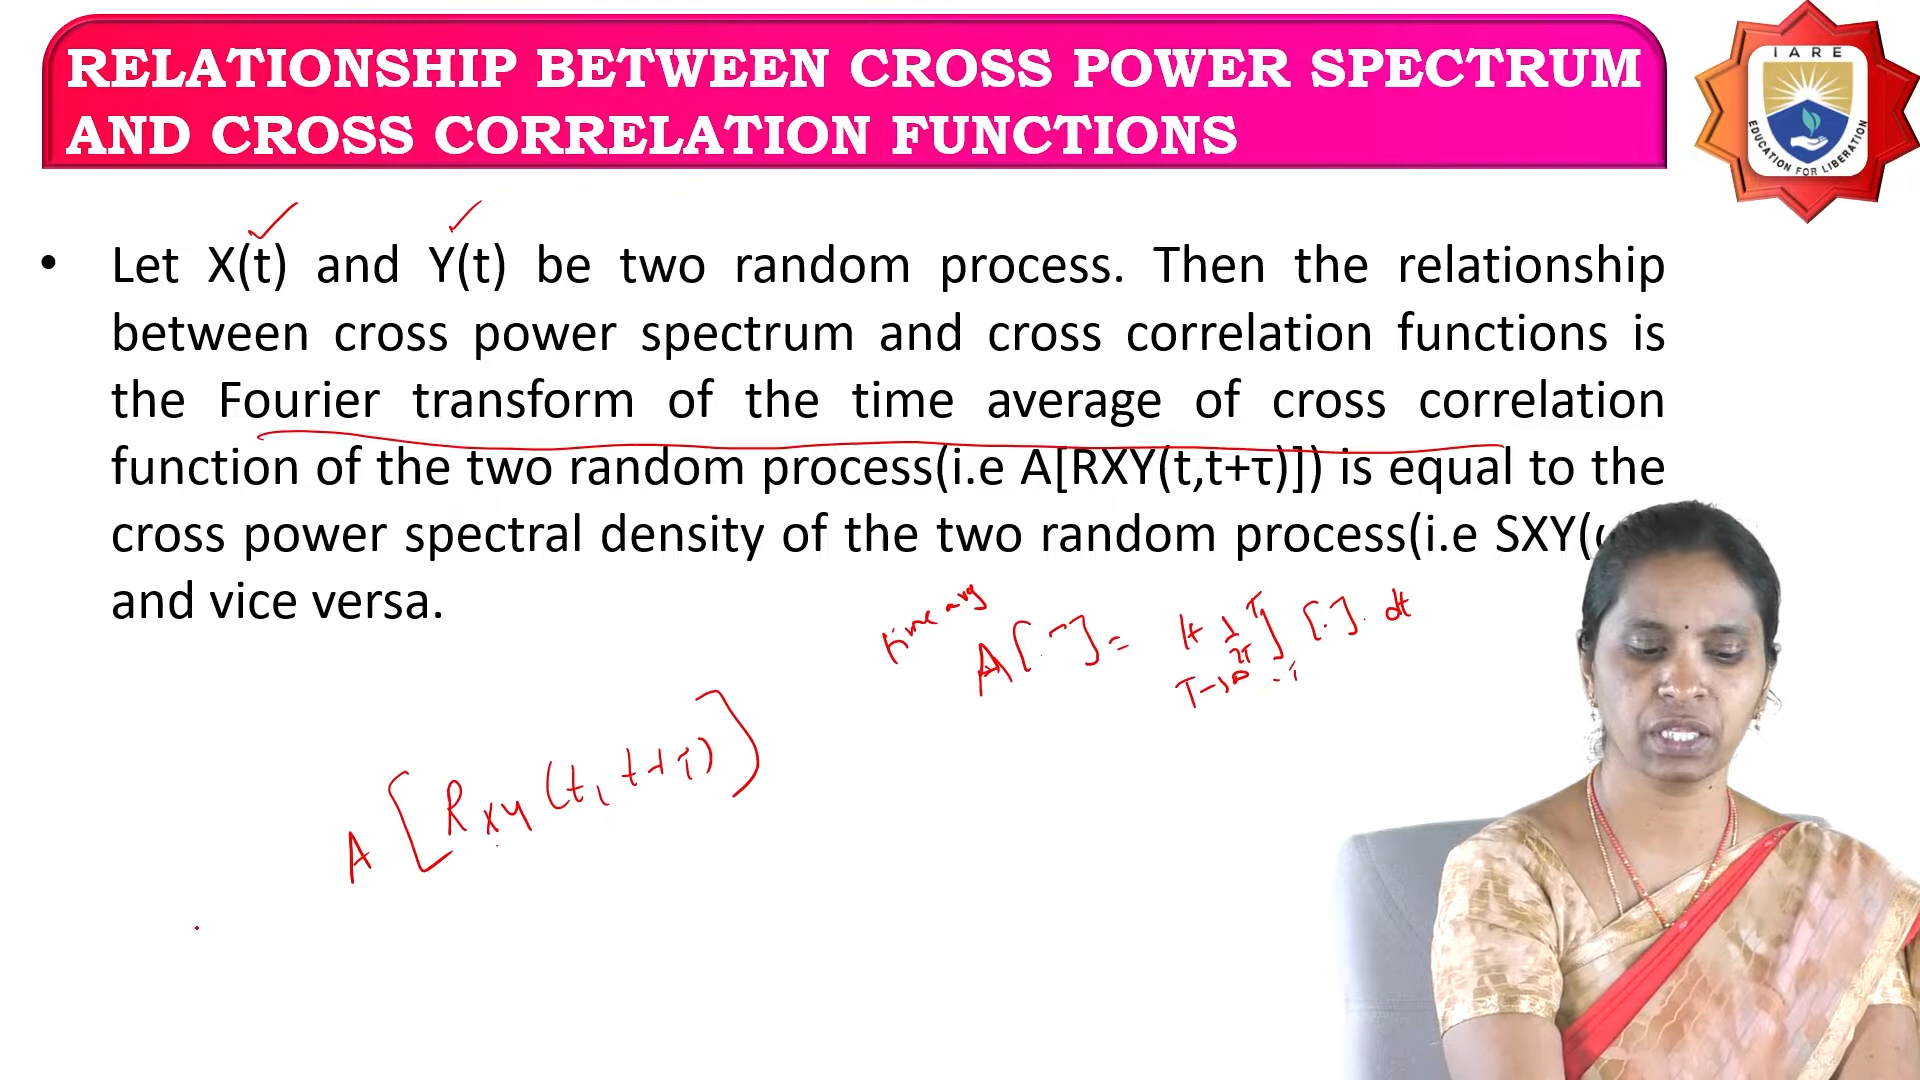 RELATIONSHIP BETWEEN CROSS POWER SPECTRUM
AND CROSS CORRELATION FUNCTIONS
IARE
EDUCATION FOR LIBERATION
• Let X(t) and Y(t) be two random process. Then the relationship
between cross power spectrum and cross correlation functions is
the Fourier transform of the time average of cross correlation
function of the two random process(i.e A[RXY(t,t+τ)]) is equal to the
cross power spectral density of the two random process(i.e SXY(
and vice versa.
time avg
A[·] = lt T→∞ 1/2T ∫ -T T [·]. dt
A[R XY (t, t+τ)]